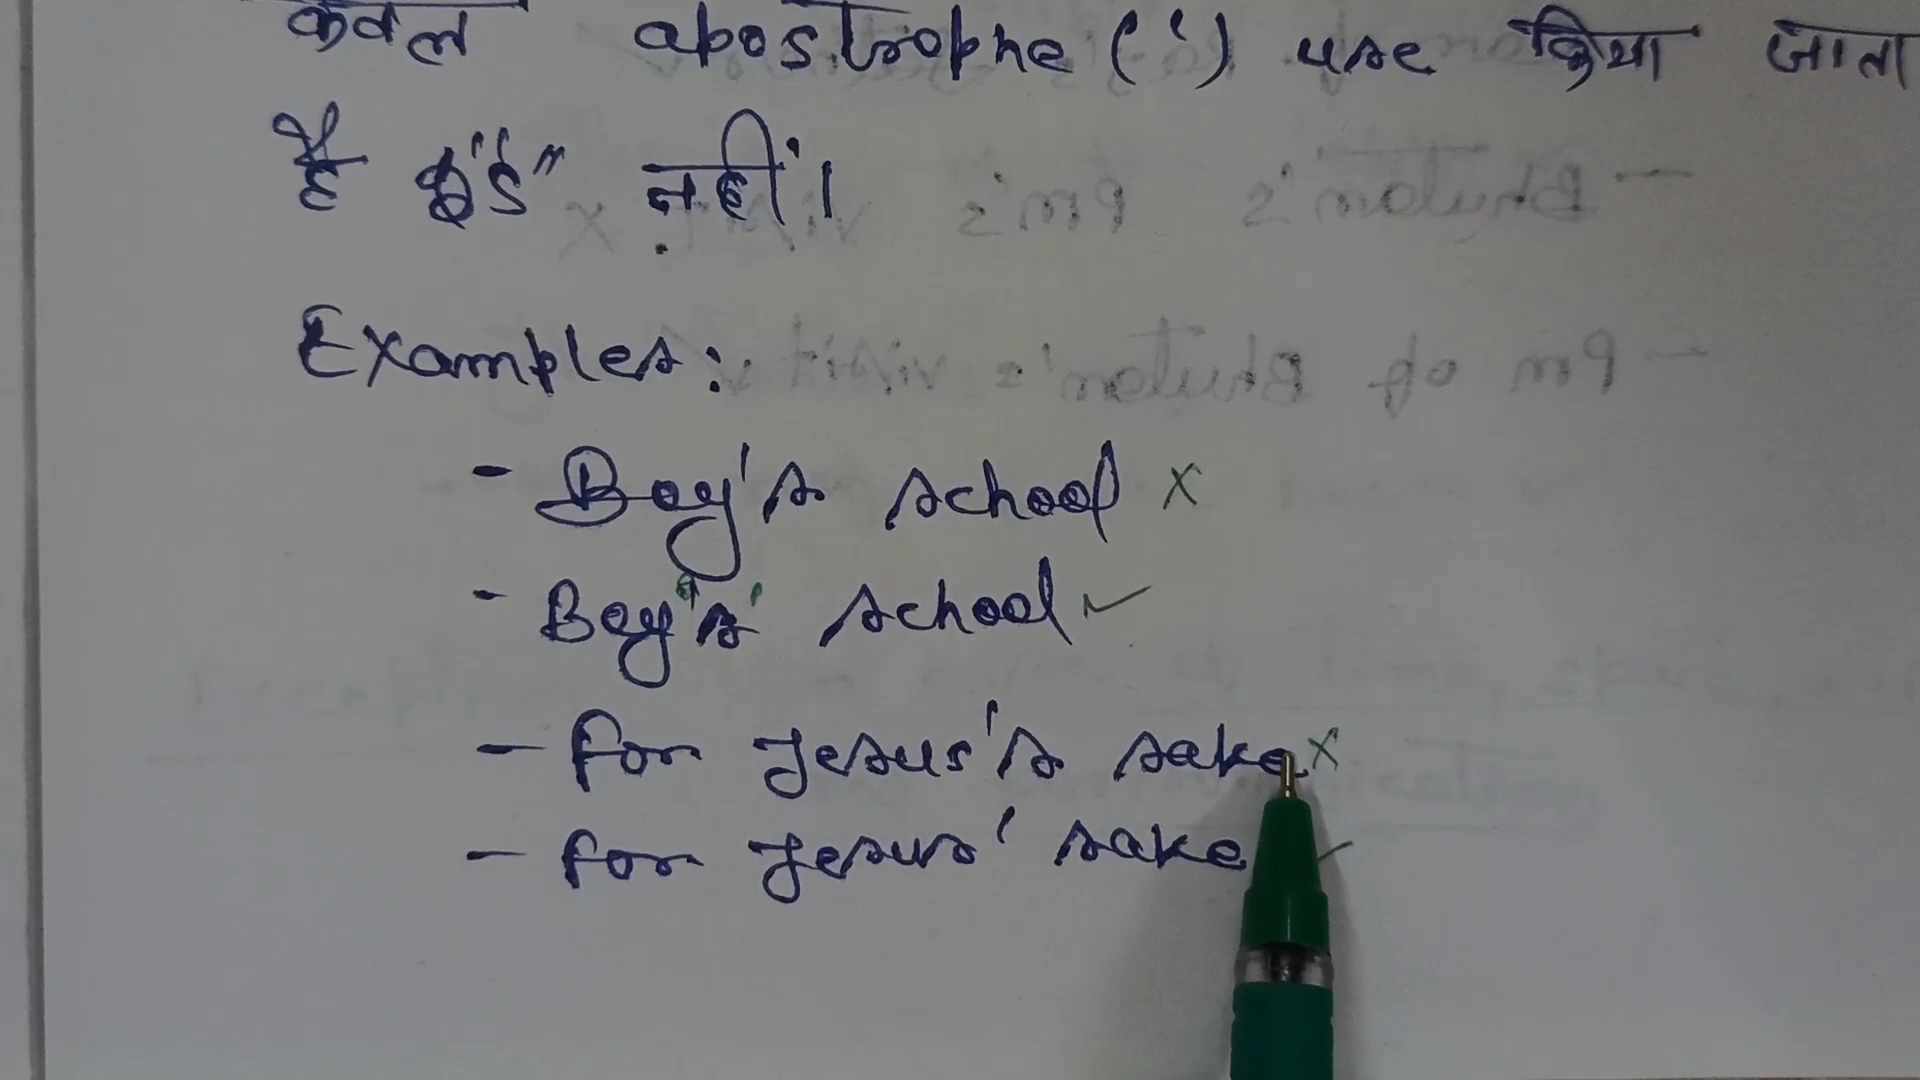 केवल apostrophe (') use किया जाता
है "s" नहीं।
Examples:
- Boy's school x
- Boys' school ✓
- for Jesus's sake x
- for Jesus' sake ✓